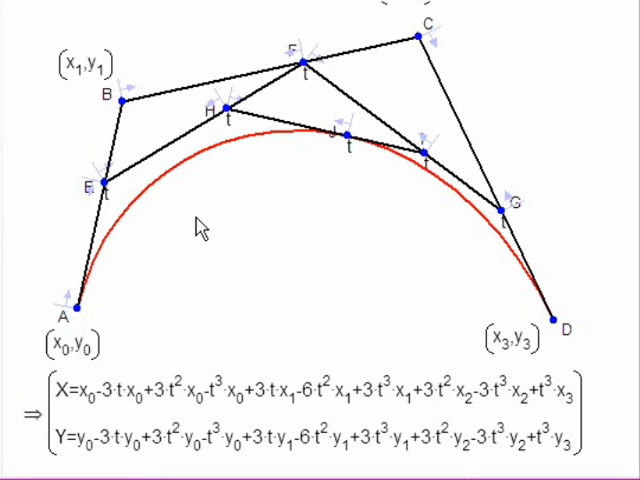 C
F
(x₁,y₁)
B
t
H
t
J
t
t
E
t
G
t
A
D
(x₀,y₀)
(x₃,y₃)
⇒ X=x₀-3·t·x₀+3·t²·x₀-t³·x₀+3·t·x₁-6·t²·x₁+3·t³·x₁+3·t²·x₂-3·t³·x₂+t³·x₃
Y=y₀-3·t·y₀+3·t²·y₀-t³·y₀+3·t·y₁-6·t²·y₁+3·t³·y₁+3·t²·y₂-3·t³·y₂+t³·y₃